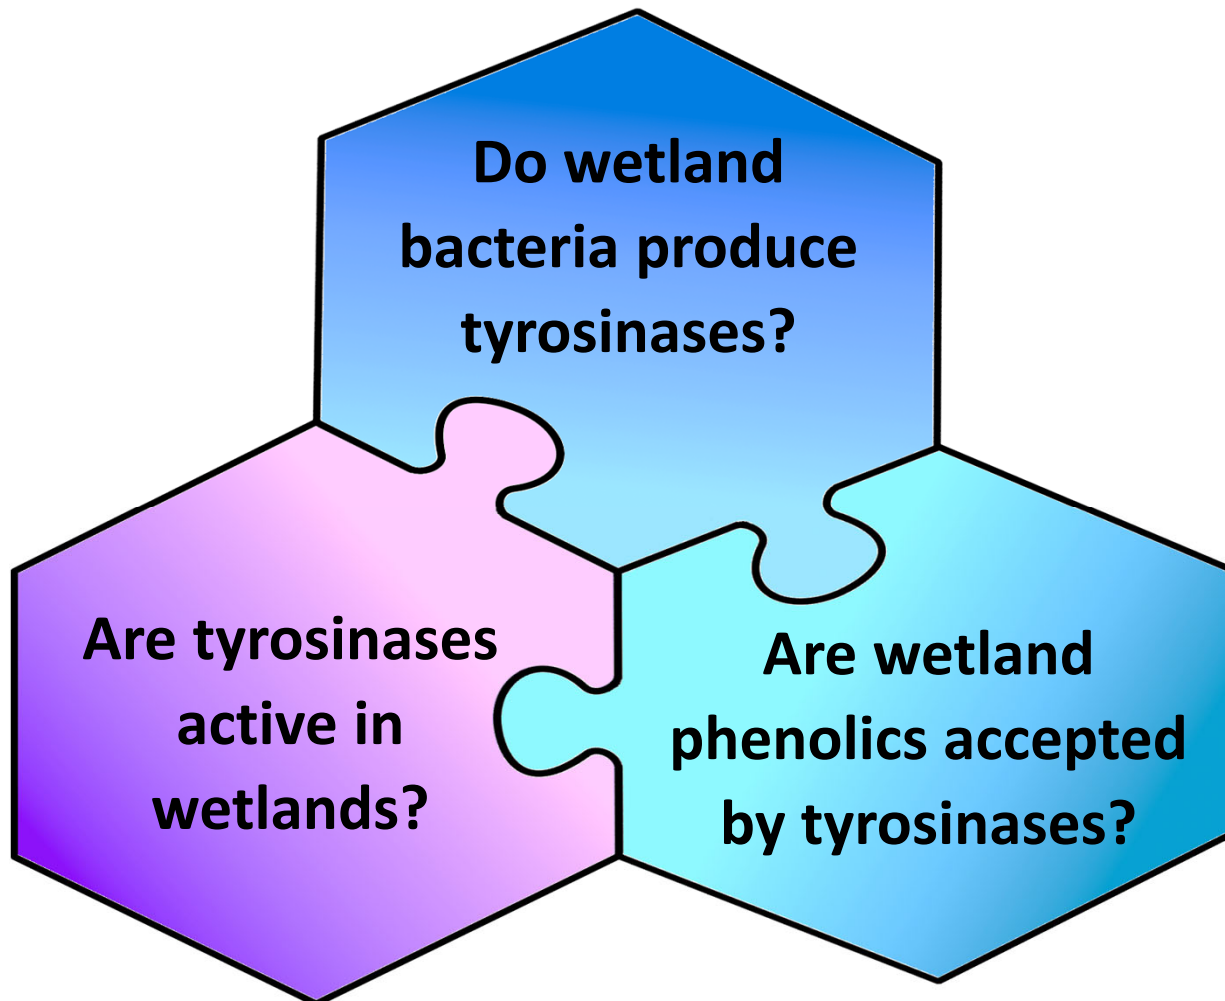 Do wetland
bacteria produce
tyrosinases?
Are tyrosinases
active in
wetlands?
Are wetland
phenolics accepted
by tyrosinases?